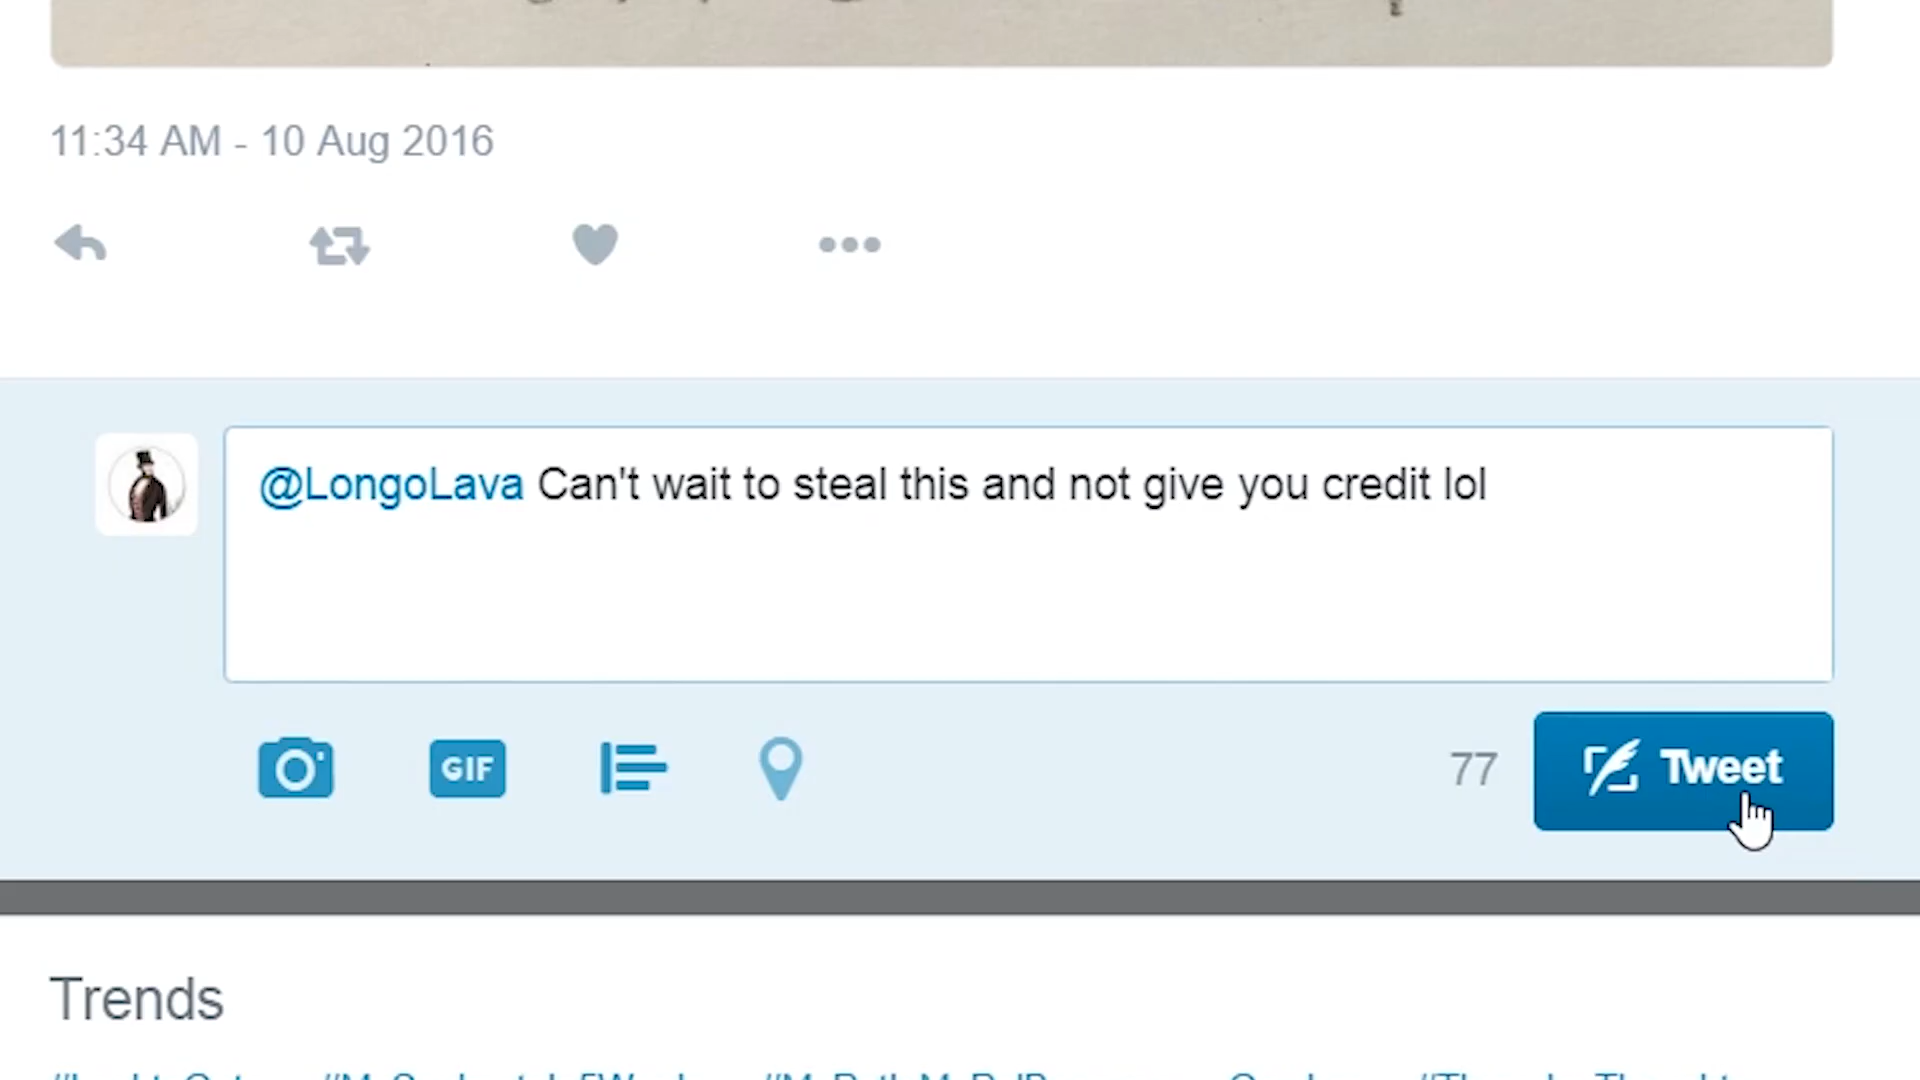 11:34 AM - 10 Aug 2016
@LongoLava Can't wait to steal this and not give you credit lol
GIF
77
Tweet
Trends